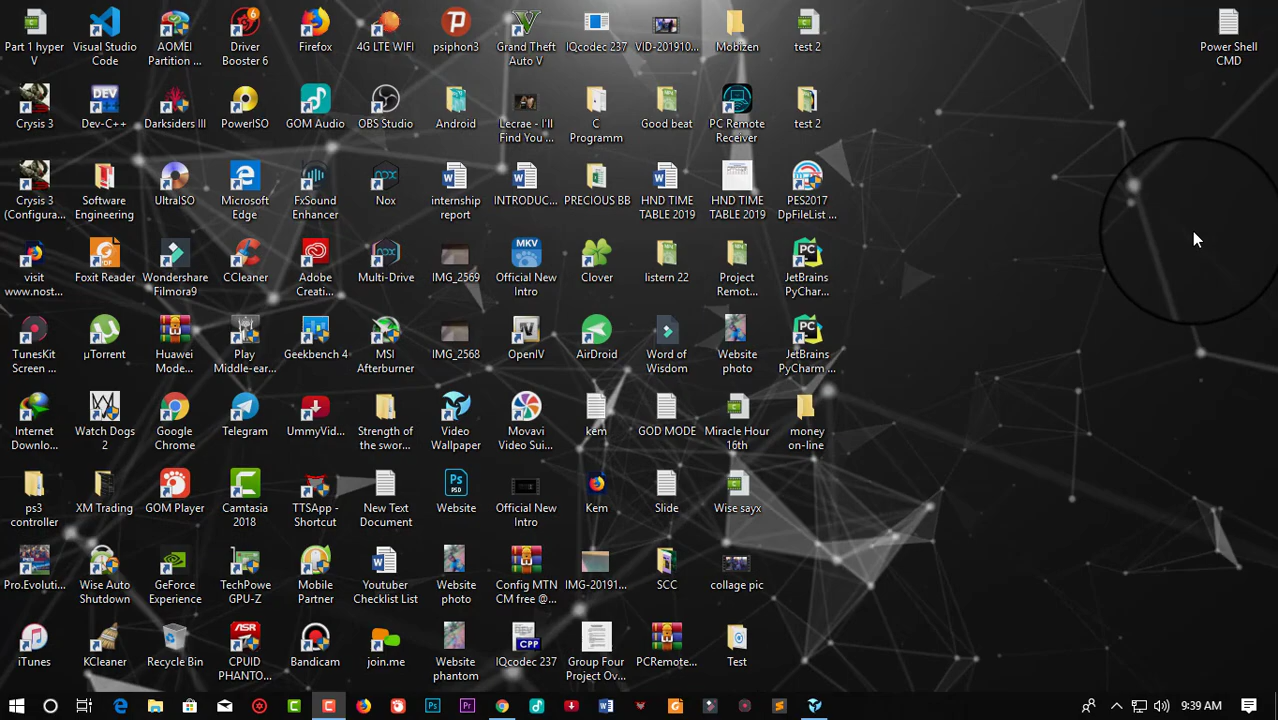 Part 1 hyper
V
Visual Studio
Code
AOMEI
Partition ...
Driver
Booster 6
Firefox
4G LTE WIFI
psiphon3
Grand Theft
Auto V
IQcodec 237
VID-201910...
Mobizen
test 2
Power Shell
CMD
Crysis 3
Dev-C++
Darksiders III
PowerISO
GOM Audio
OBS Studio
Android
Lecrae - I'll
Find You ...
C
Programm
Good beat
PC Remote
Receiver
test 2
Crysis 3
(Configura...
Software
Engineering
UltraISO
Microsoft
Edge
FxSound
Enhancer
Nox
internship
report
INTRODUC...
PRECIOUS BB
HND TIME
TABLE 2019
HND TIME
TABLE 2019
PES2017
DpFileList ...
visit
www.nost...
Foxit Reader
Wondershare
Filmora9
CCleaner
Adobe
Creati...
Multi-Drive
IMG_2569
MKV
Official New
Intro
Clover
listern 22
Project
Remot...
JetBrains
PyChar...
TunesKit
Screen ...
µTorrent
Huawei
Mode...
Play
Middle-ear...
Geekbench 4
MSI
Afterburner
IMG_2568
OpenIV
AirDroid
Word of
Wisdom
Website
photo
JetBrains
PyCharm ...
Internet
Downlo...
Watch Dogs
2
Google
Chrome
Telegram
UmmyVid...
Strength of
the swor...
Video
Wallpaper
Movavi
Video Sui...
kem
GOD MODE
Miracle Hour
16th
money
on-line
ps3
controller
XM Trading
GOM Player
Camtasia
2018
TTSApp -
Shortcut
New Text
Document
Website
Official New
Intro
Kem
Slide
Wise sayx
Pro.Evoluti...
Wise Auto
Shutdown
GeForce
Experience
TechPowe
GPU-Z
Mobile
Partner
Youtuber
Checklist List
Website
photo
Config MTN
CM free @...
IMG-20191...
SCC
collage pic
iTunes
KCleaner
Recycle Bin
CPUID
PHANTO...
Bandicam
join.me
Website
phantom
IQcodec 237
Group Four
Project Ov...
PCRemote...
Test
9:39 AM